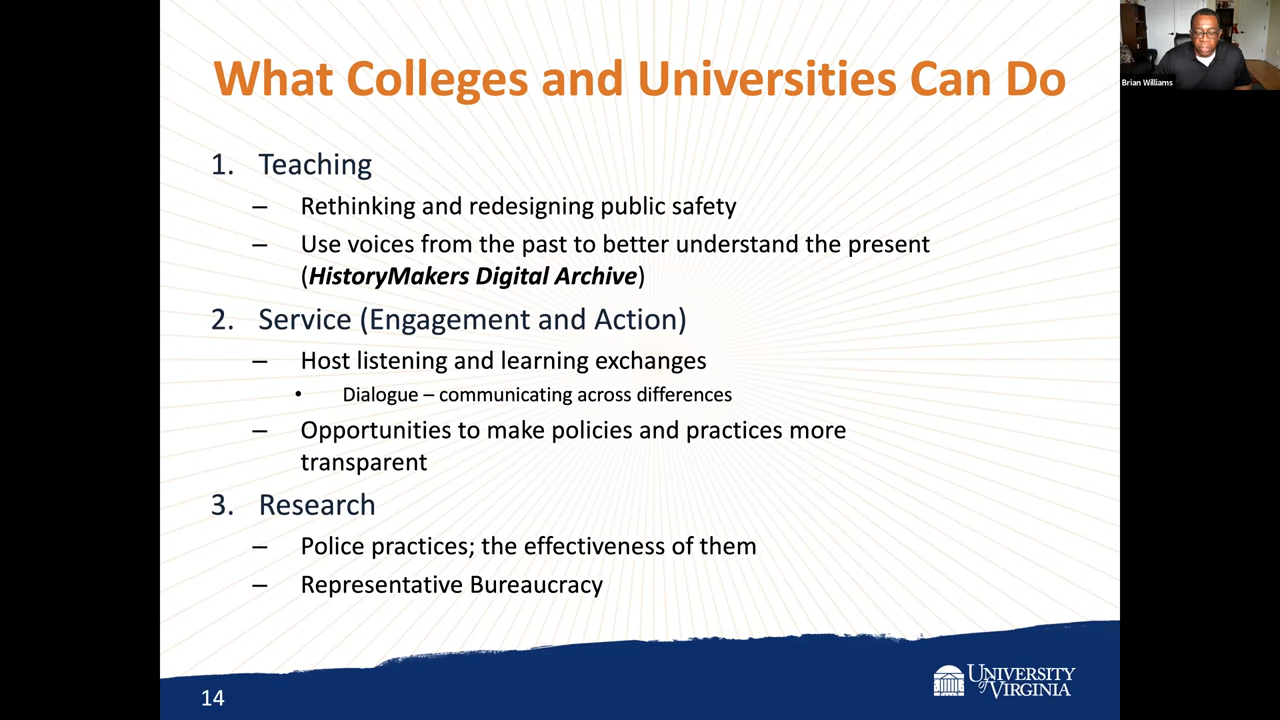 What Colleges and Universities Can Do
Brian Williams
1. Teaching
– Rethinking and redesigning public safety
– Use voices from the past to better understand the present
(HistoryMakers Digital Archive)
2. Service (Engagement and Action)
– Host listening and learning exchanges
• Dialogue – communicating across differences
– Opportunities to make policies and practices more
transparent
3. Research
– Police practices; the effectiveness of them
– Representative Bureaucracy
14
UNIVERSITY
of VIRGINIA